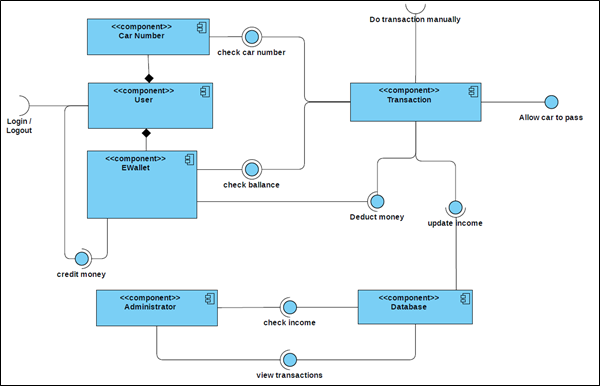 Do transaction manually
<<component>>
Car Number
check car number
<<component>>
User
<<component>>
Transaction
Login /
Logout
Allow car to pass
<<component>>
EWallet
check ballance
Deduct money
update income
credit money
<<component>>
Administrator
check income
<<component>>
Database
view transactions